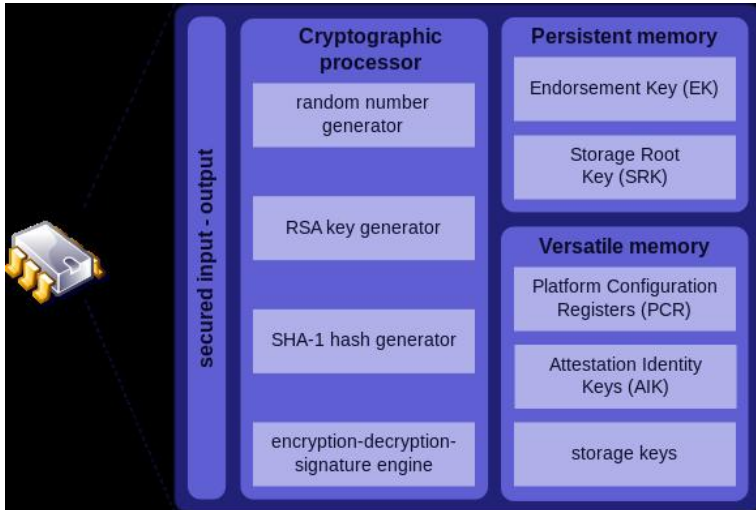 secured input - output
Cryptographic
processor
random number
generator
RSA key generator
SHA-1 hash generator
encryption-decryption-
signature engine
Persistent memory
Endorsement Key (EK)
Storage Root
Key (SRK)
Versatile memory
Platform Configuration
Registers (PCR)
Attestation Identity
Keys (AIK)
storage keys